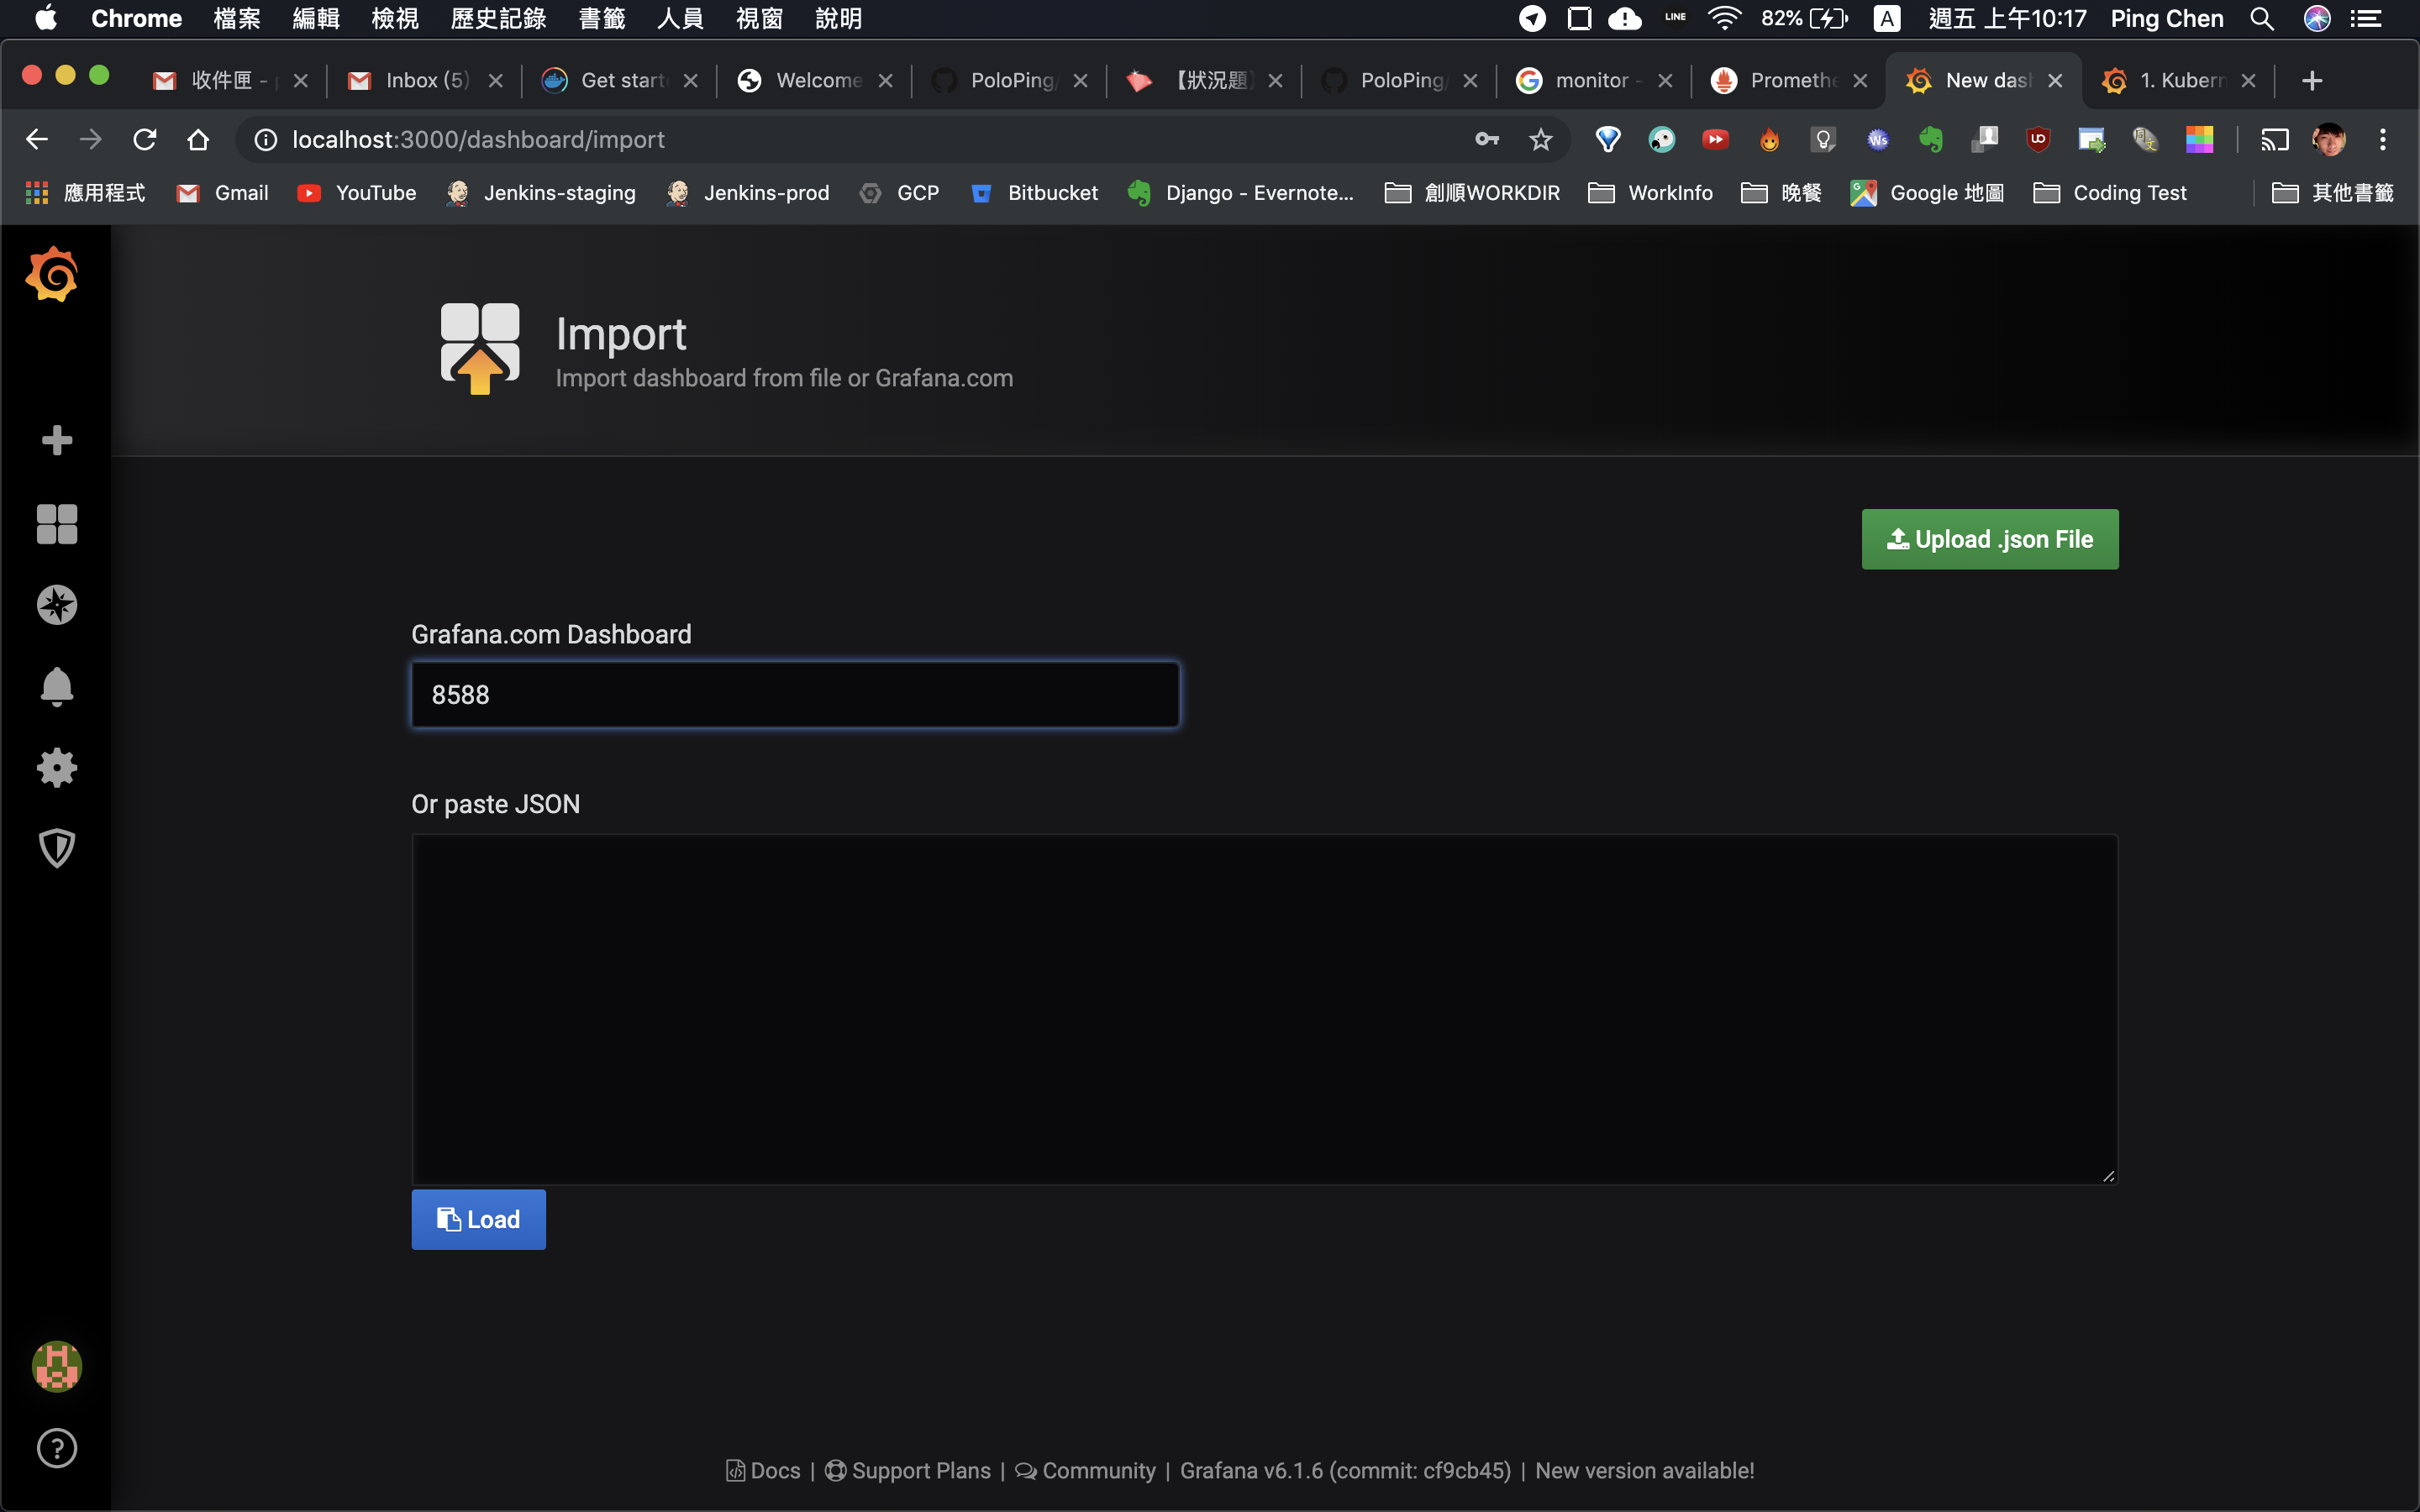 Chrome 檔案 編輯 檢視 歷史記錄 書籤 人員 視窗 說明 LINE 82% A 週五 上午10:17 Ping Chen
收件匣 - Inbox (5) Get start Welcome PoloPing/ 【狀況題】 PoloPing/ monitor - Promethe New dash 1. Kubern
localhost:3000/dashboard/import
應用程式 Gmail YouTube Jenkins-staging Jenkins-prod GCP Bitbucket Django - Evernote... 創順WORKDIR WorkInfo 晚餐 Google 地圖 Coding Test 其他書籤
Import
Import dashboard from file or Grafana.com
Upload .json File
Grafana.com Dashboard
8588
Or paste JSON
Load
Docs | Support Plans | Community | Grafana v6.1.6 (commit: cf9cb45) | New version available!